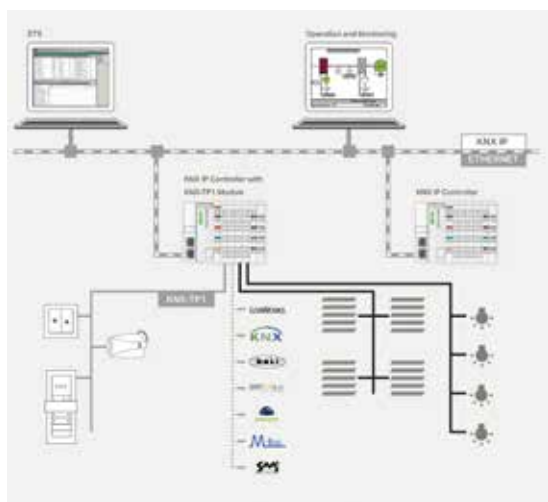 ETS
Operation and Monitoring
KNX IP
ETHERNET
KNX IP Controller with
KNX-TP1 Module
KNX IP Controller
KNX-TP1
LONWORKS
KNX
DALI
M-Bus
SMS